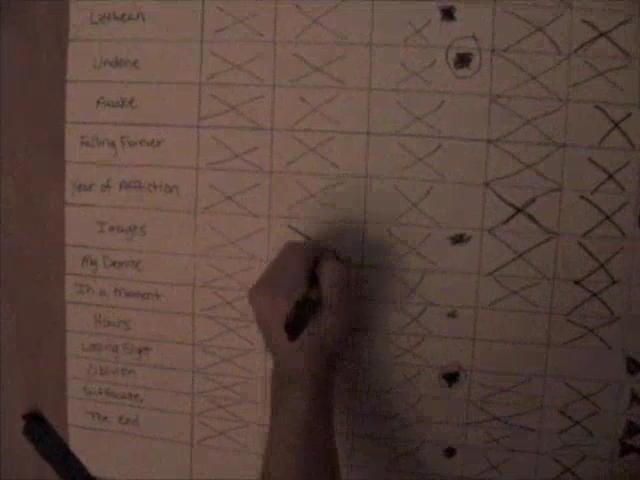 Undone
Awake
Falling Forever
Year of Affliction
Images
My Demise
In a Moment
Hours
Losing Sight
Oblivion
Suffocate
The end